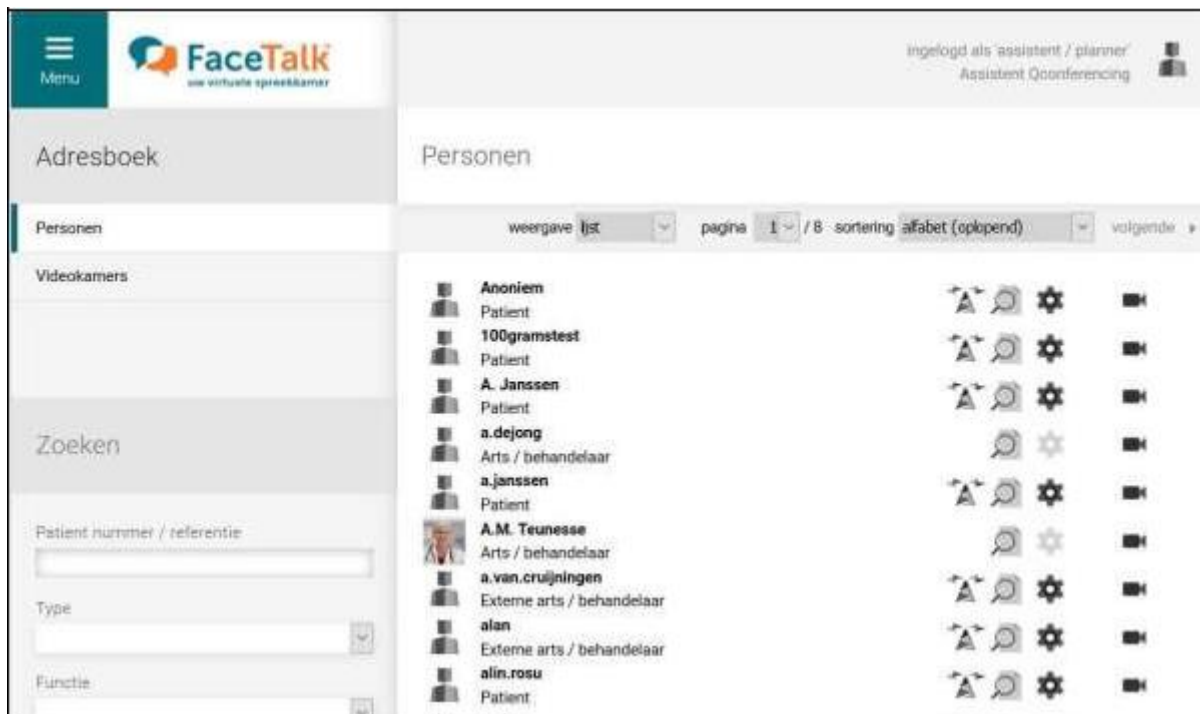 Menu
FaceTalk
uw virtuele spreekkamer
ingelogd als 'assistent / planner'
Assistent Qconferencing
Adresboek
Personen
Videokamers
Zoeken
Patient nummer / referentie
Type
Functie
Personen
weergave lijst pagina 1 / 8 sortering alfabet (oplopend) volgende
Anoniem
Patient
100gramstest
Patient
A. Janssen
Patient
a.dejong
Arts / behandelaar
a.janssen
Patient
A.M. Teunesse
Arts / behandelaar
a.van.cruijningen
Externe arts / behandelaar
alan
Externe arts / behandelaar
alin.rosu
Patient